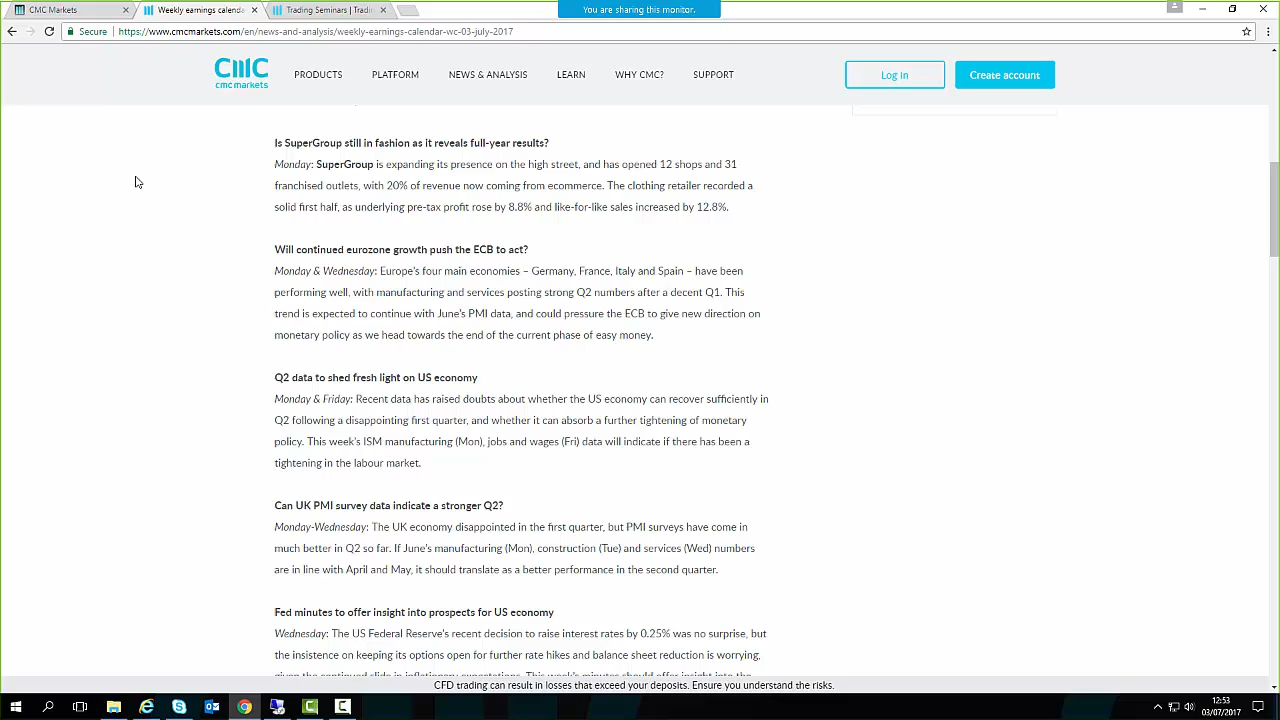 You are sharing this monitor.
CMC Markets
Weekly earnings calenda
Trading Seminars | Tradin
Secure
https://www.cmcmarkets.com/en/news-and-analysis/weekly-earnings-calendar-wc-03-july-2017
cmc markets
PRODUCTS
PLATFORM
NEWS & ANALYSIS
LEARN
WHY CMC?
SUPPORT
Log in
Create account
Is SuperGroup still in fashion as it reveals full-year results?
Monday: SuperGroup is expanding its presence on the high street, and has opened 12 shops and 31
franchised outlets, with 20% of revenue now coming from ecommerce. The clothing retailer recorded a
solid first half, as underlying pre-tax profit rose by 8.8% and like-for-like sales increased by 12.8%.
Will continued eurozone growth push the ECB to act?
Monday & Wednesday: Europe's four main economies – Germany, France, Italy and Spain – have been
performing well, with manufacturing and services posting strong Q2 numbers after a decent Q1. This
trend is expected to continue with June's PMI data, and could pressure the ECB to give new direction on
monetary policy as we head towards the end of the current phase of easy money.
Q2 data to shed fresh light on US economy
Monday & Friday: Recent data has raised doubts about whether the US economy can recover sufficiently in
Q2 following a disappointing first quarter, and whether it can absorb a further tightening of monetary
policy. This week's ISM manufacturing (Mon), jobs and wages (Fri) data will indicate if there has been a
tightening in the labour market.
Can UK PMI survey data indicate a stronger Q2?
Monday-Wednesday: The UK economy disappointed in the first quarter, but PMI surveys have come in
much better in Q2 so far. If June's manufacturing (Mon), construction (Tue) and services (Wed) numbers
are in line with April and May, it should translate as a better performance in the second quarter.
Fed minutes to offer insight into prospects for US economy
Wednesday: The US Federal Reserve's recent decision to raise interest rates by 0.25% was no surprise, but
the insistence on keeping its options open for further rate hikes and balance sheet reduction is worrying,
given the continued slide in inflationary expectations. This week's minutes should offer insight into the
CFD trading can result in losses that exceed your deposits. Ensure you understand the risks.
12:53
03/07/2017